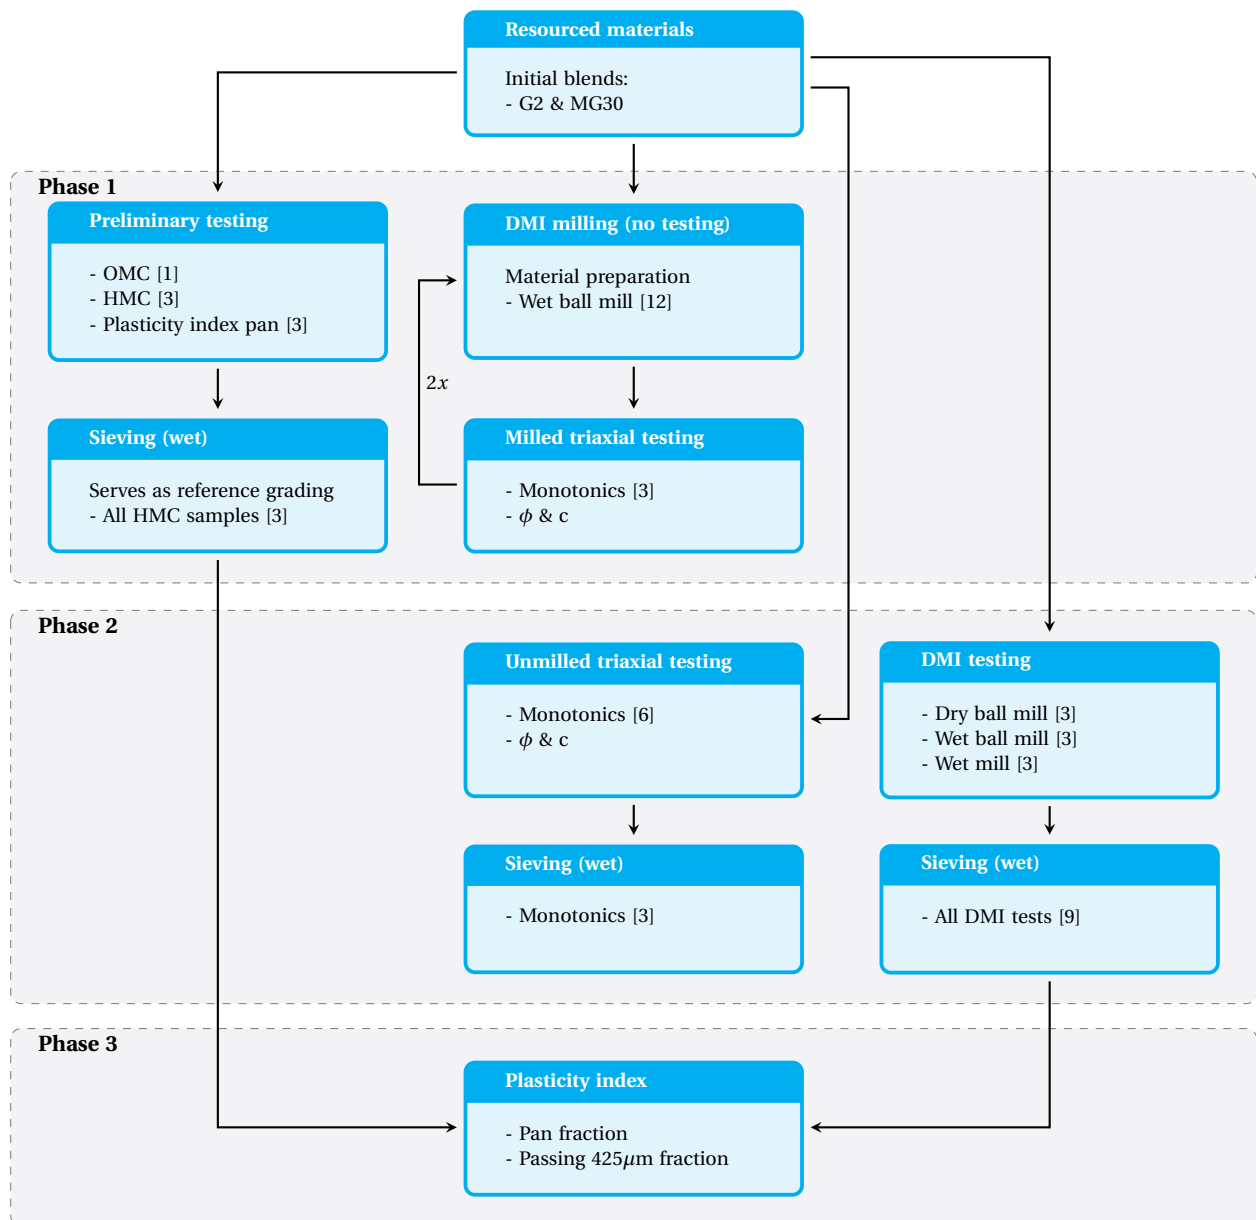 Resourced materials
Initial blends:
- G2 & MG30
Phase 1
Preliminary testing
- OMC [1]
- HMC [3]
- Plasticity index pan [3]
DMI milling (no testing)
Material preparation
- Wet ball mill [12]
2x
Sieving (wet)
Serves as reference grading
- All HMC samples [3]
Milled triaxial testing
- Monotonics [3]
- ϕ & c
Phase 2
Unmilled triaxial testing
- Monotonics [6]
- ϕ & c
DMI testing
- Dry ball mill [3]
- Wet ball mill [3]
- Wet mill [3]
Sieving (wet)
- Monotonics [3]
Sieving (wet)
- All DMI tests [9]
Phase 3
Plasticity index
- Pan fraction
- Passing 425μm fraction